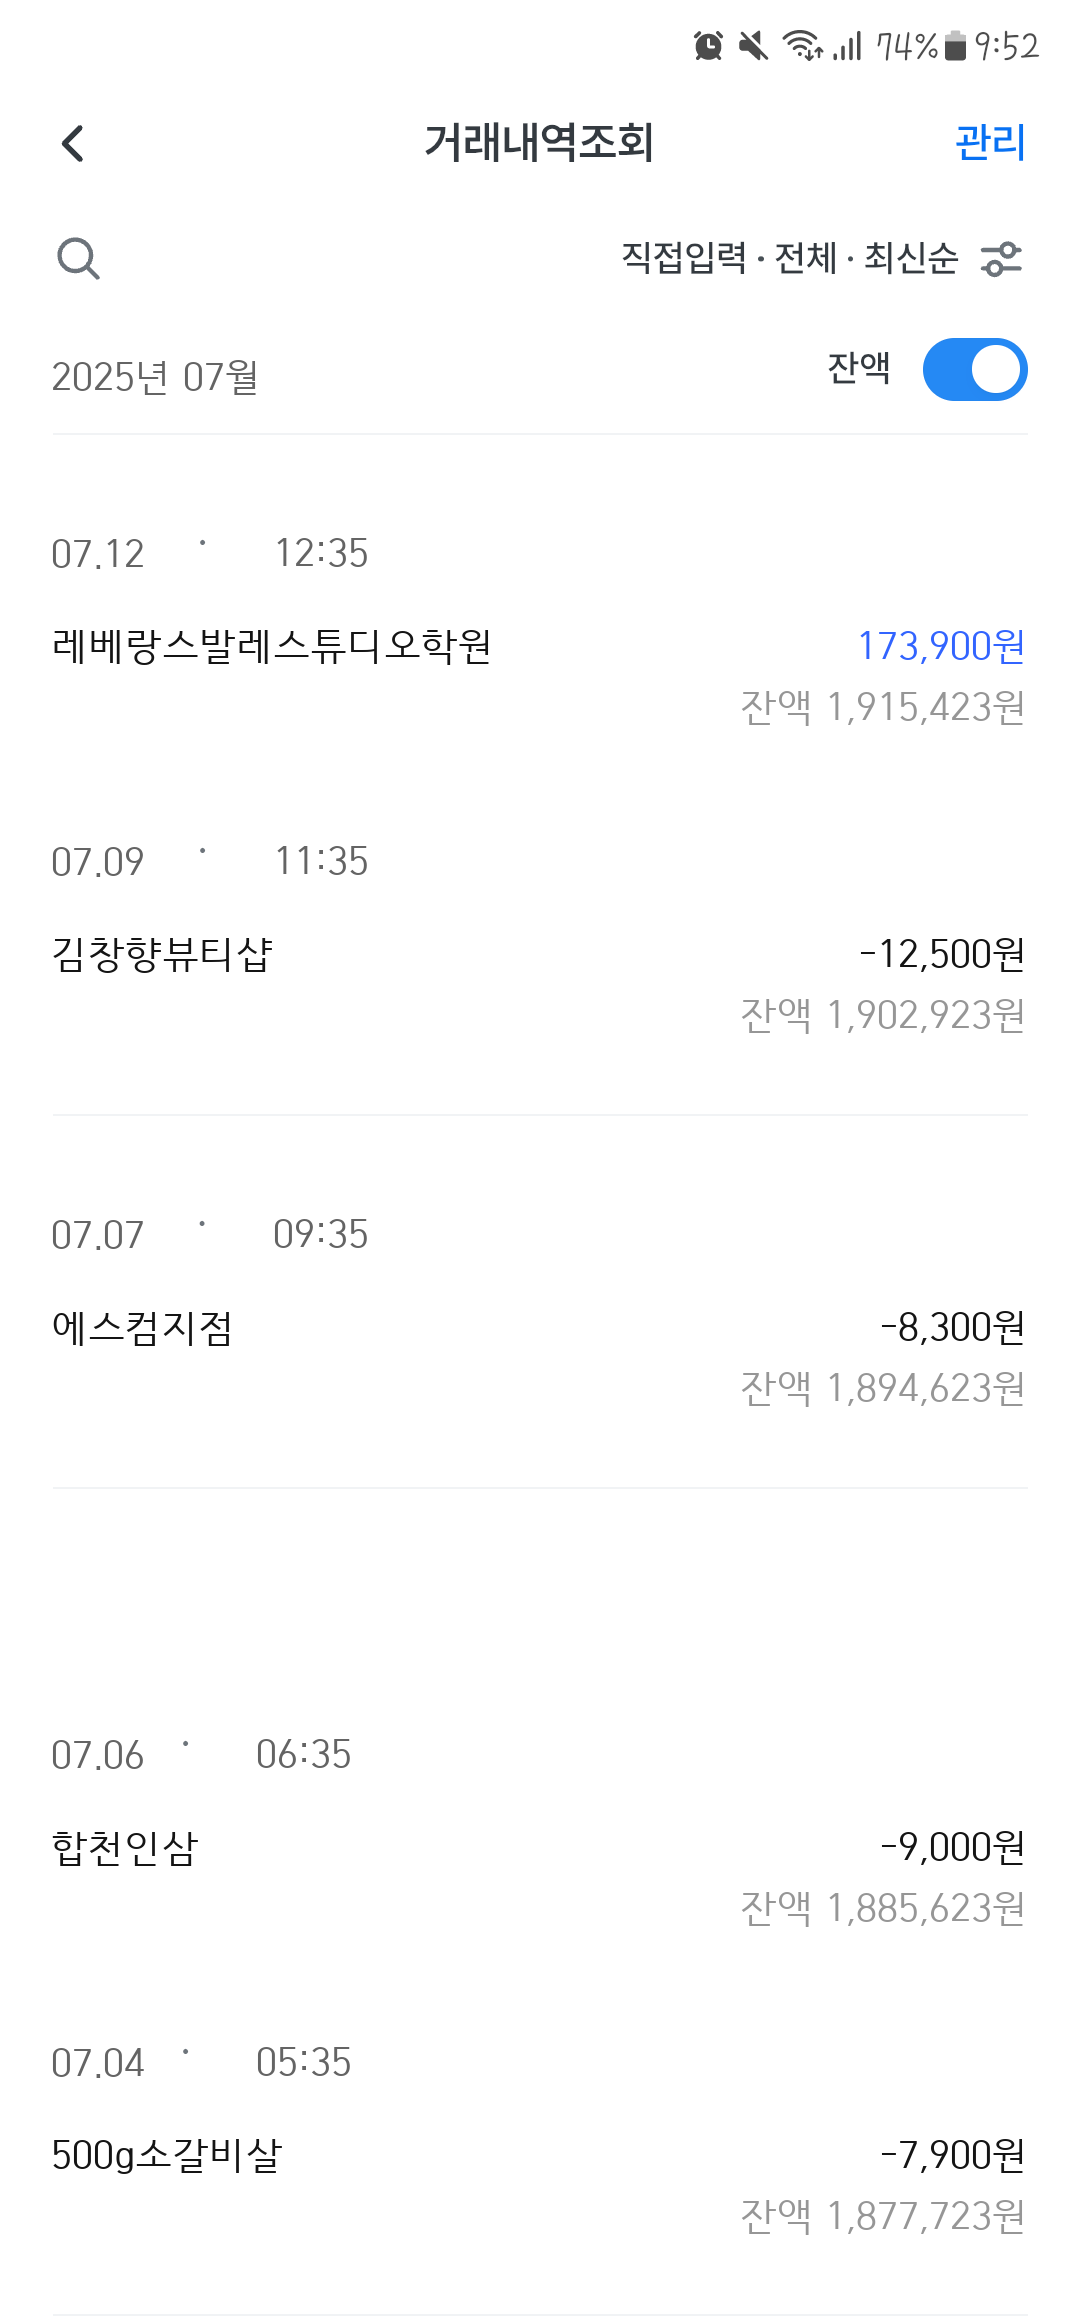 74% 9:52
거래내역조회 관리
직접입력 · 전체 · 최신순
2025년 07월 잔액
07.12 · 12:35
레베랑스발레스튜디오학원 173,900원
잔액 1,915,423원
07.09 · 11:35
김창향뷰티샵 -12,500원
잔액 1,902,923원
07.07 · 09:35
에스컴지점 -8,300원
잔액 1,894,623원
07.06 · 06:35
합천인삼 -9,000원
잔액 1,885,623원
07.04 · 05:35
500g소갈비살 -7,900원
잔액 1,877,723원